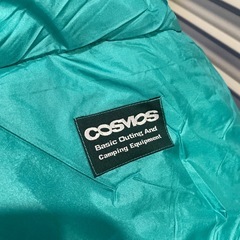 COSMOS
Basic Outing And
Camping Equipment